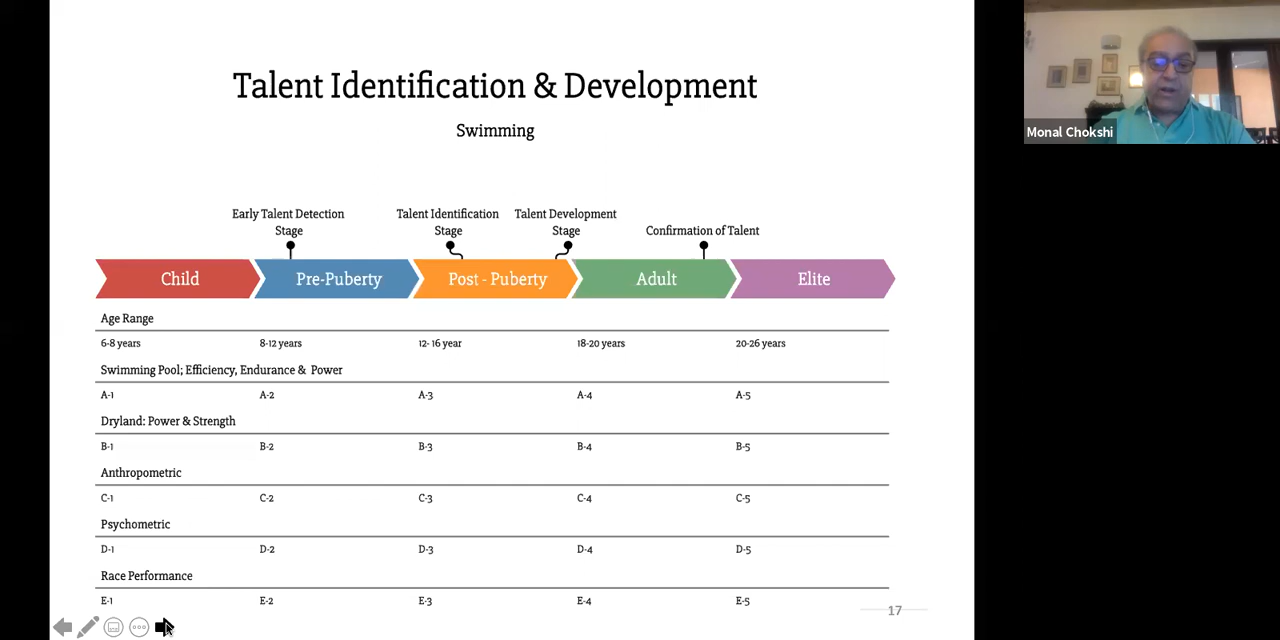 Talent Identification & Development
Swimming
Early Talent Detection
Stage
Talent Identification
Stage
Talent Development
Stage
Confirmation of Talent
Child
Pre-Puberty
Post - Puberty
Adult
Elite
Age Range
6-8 years
8-12 years
12- 16 year
18-20 years
20-26 years
Swimming Pool; Efficiency, Endurance & Power
A-1
A-2
A-3
A-4
A-5
Dryland: Power & Strength
B-1
B-2
B-3
B-4
B-5
Anthropometric
C-1
C-2
C-3
C-4
C-5
Psychometric
D-1
D-2
D-3
D-4
D-5
Race Performance
E-1
E-2
E-3
E-4
E-5
17
Monal Chokshi